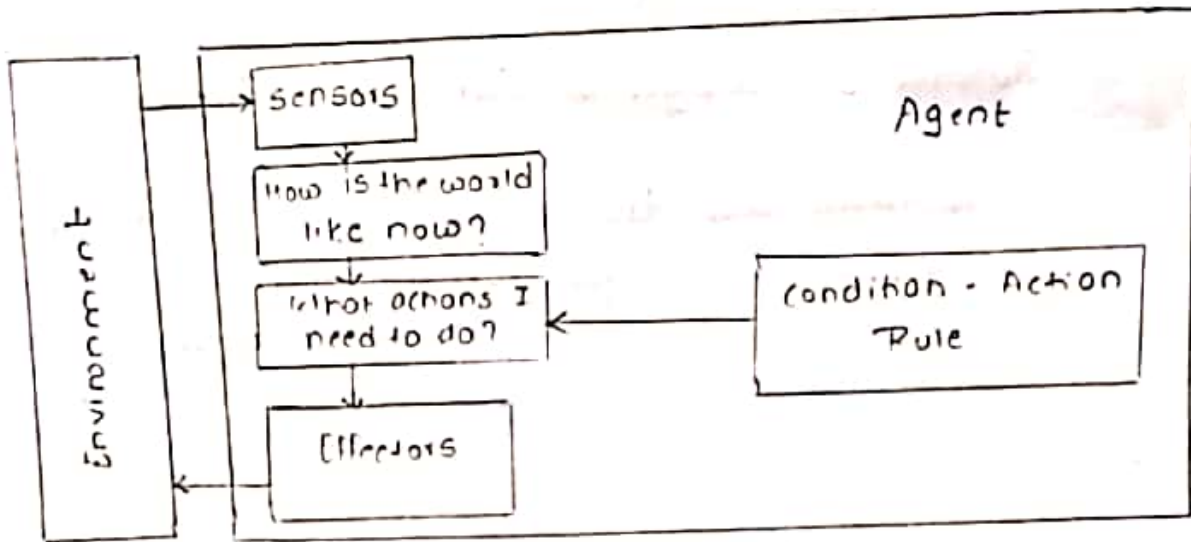 Sensors
Agent
How is the world
like now?
What actions I
need to do?
Condition - Action
Rule
Effectors
Environment